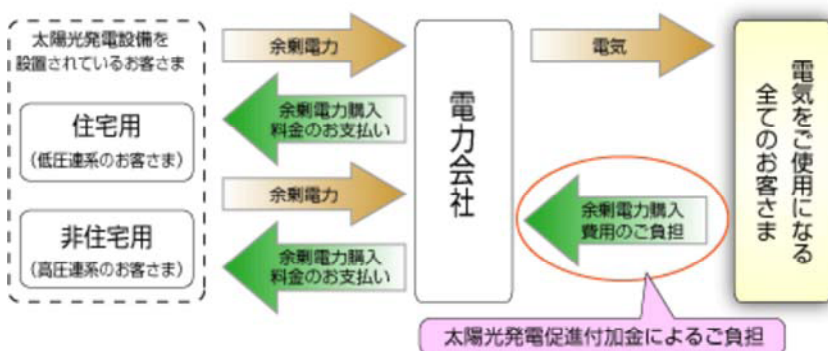 太陽光発電設備を
設置されているお客さま
住宅用
(低圧連系のお客さま)
非住宅用
(高圧連系のお客さま)
余剰電力
余剰電力購入
料金のお支払い
余剰電力
余剰電力購入
料金のお支払い
電力会社
電気
余剰電力購入
費用のご負担
電気をご使用になる
全てのお客さま
太陽光発電促進付加金によるご負担